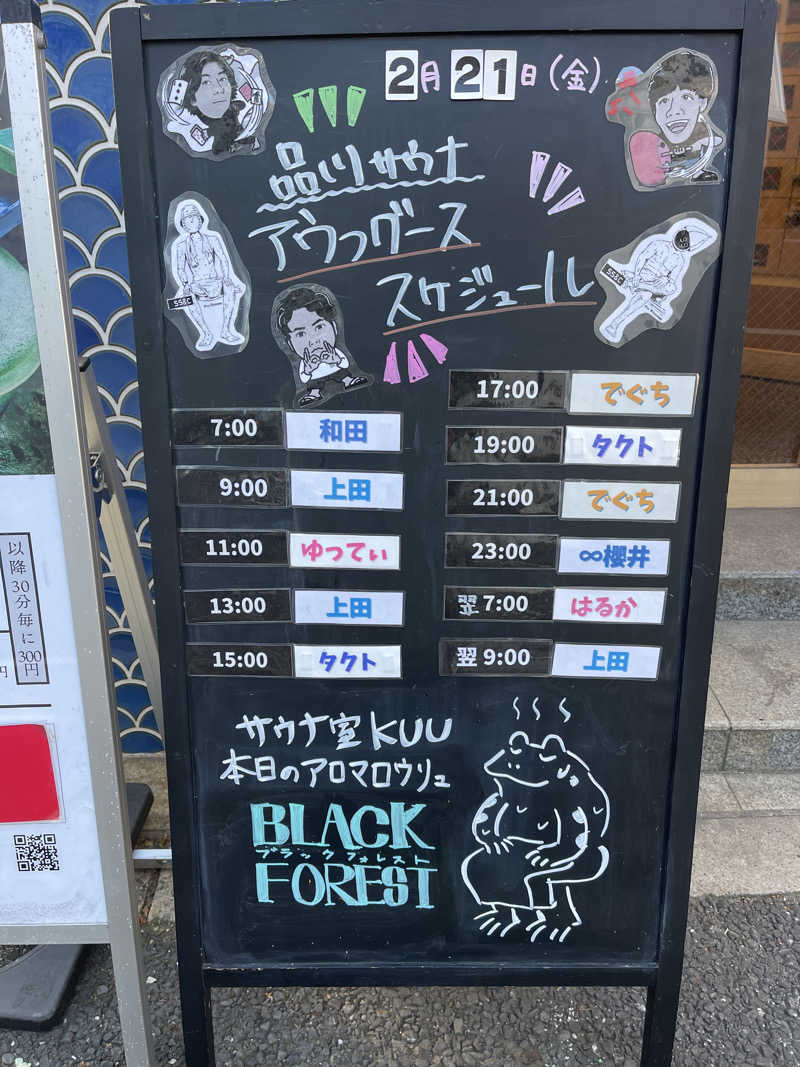 2月21日(金)
品川サウナ
アウフグース
スケジュール
7:00 和田
9:00 上田
11:00 ゆってぃ
13:00 上田
15:00 タクト
17:00 でぐち
19:00 タクト
21:00 でぐち
23:00 ∞櫻井
翌7:00 はるか
翌9:00 上田
サウナ室KUU
本日のアロマロウリュ
BLACK
ブラックフォレスト
FOREST
SS&C
SS&C
以降30分毎に300円
円